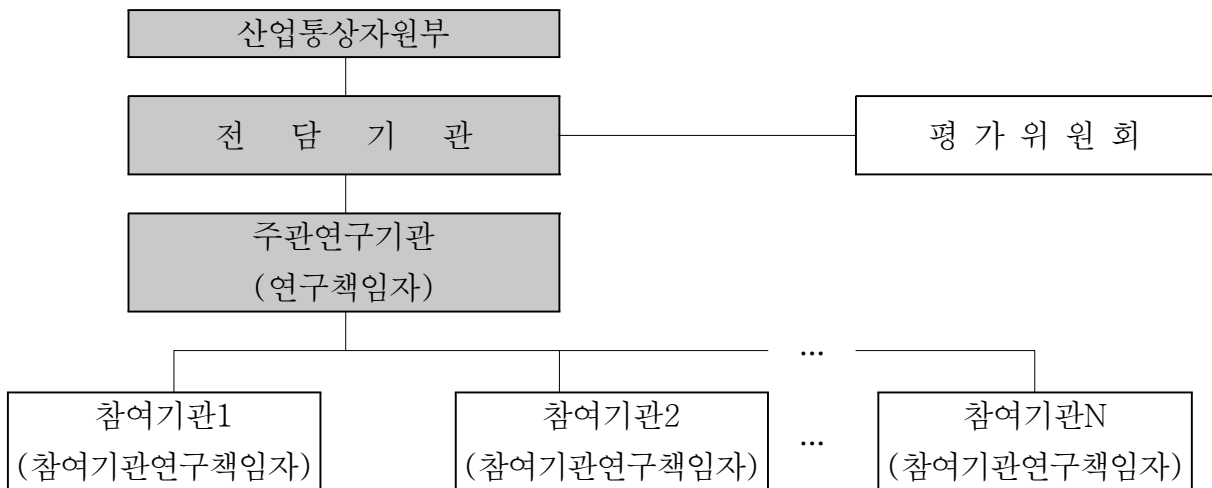 산업통상자원부
전 담 기 관
평 가 위 원 회
주관연구기관
(연구책임자)
...
참여기관1
(참여기관연구책임자)
참여기관2
(참여기관연구책임자)
...
참여기관N
(참여기관연구책임자)